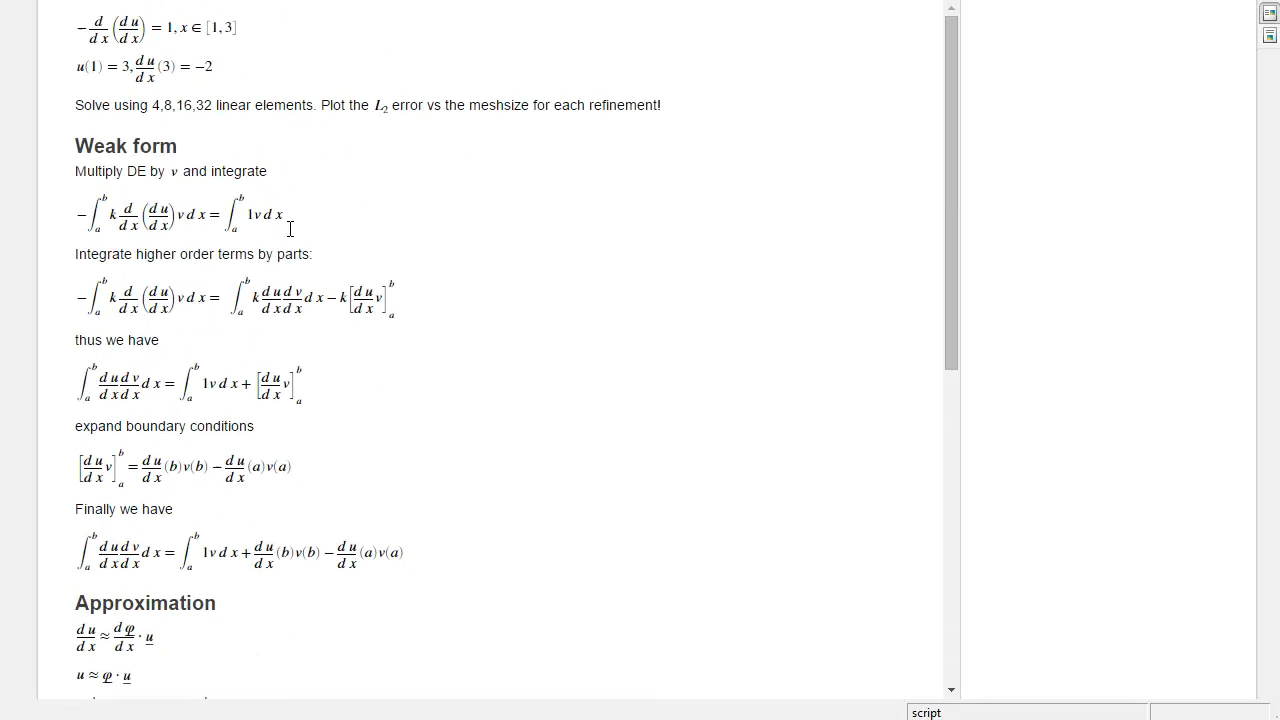 - d/dx (du/dx) = 1, x ∈ [1, 3]
u(1) = 3, du/dx (3) = −2
Solve using 4,8,16,32 linear elements. Plot the L₂ error vs the meshsize for each refinement!
Weak form
Multiply DE by v and integrate
−∫ₐᵇ k d/dx (du/dx) v dx = ∫ₐᵇ 1v dx
Integrate higher order terms by parts:
−∫ₐᵇ k d/dx (du/dx) v dx = ∫ₐᵇ k du/dx dv/dx dx − k [du/dx v]ₐᵇ
thus we have
∫ₐᵇ du/dx dv/dx dx = ∫ₐᵇ 1v dx + [du/dx v]ₐᵇ
expand boundary conditions
[du/dx v]ₐᵇ = du/dx (b)v(b) − du/dx (a)v(a)
Finally we have
∫ₐᵇ du/dx dv/dx dx = ∫ₐᵇ 1v dx + du/dx (b)v(b) − du/dx (a)v(a)
Approximation
du/dx ≈ dφ/dx · u
u ≈ φ · u
script